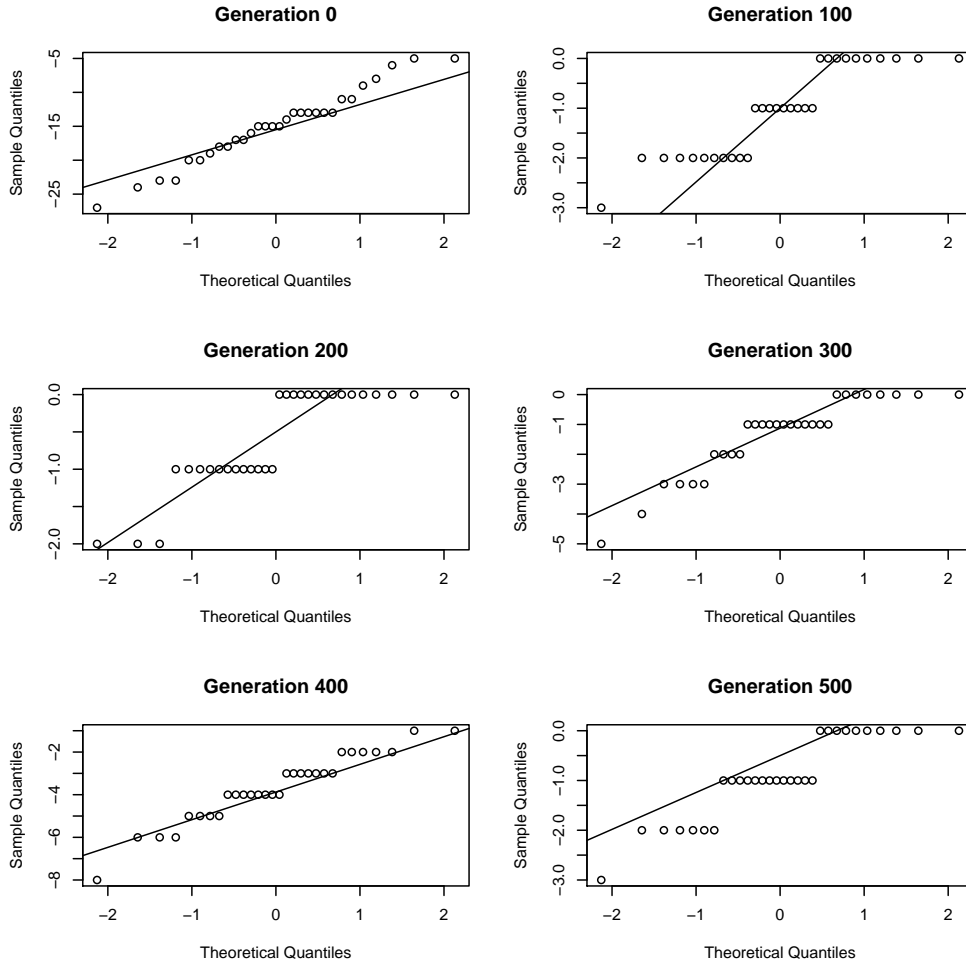 Generation 0
Sample Quantiles
−5
−15
−25
−2
−1
0
1
2
Theoretical Quantiles
Generation 100
Sample Quantiles
0.0
−1.0
−2.0
−3.0
−2
−1
0
1
2
Theoretical Quantiles
Generation 200
Sample Quantiles
0.0
−1.0
−2.0
−2
−1
0
1
2
Theoretical Quantiles
Generation 300
Sample Quantiles
0
−1
−3
−5
−2
−1
0
1
2
Theoretical Quantiles
Generation 400
Sample Quantiles
−2
−4
−6
−8
−2
−1
0
1
2
Theoretical Quantiles
Generation 500
Sample Quantiles
0.0
−1.0
−2.0
−3.0
−2
−1
0
1
2
Theoretical Quantiles